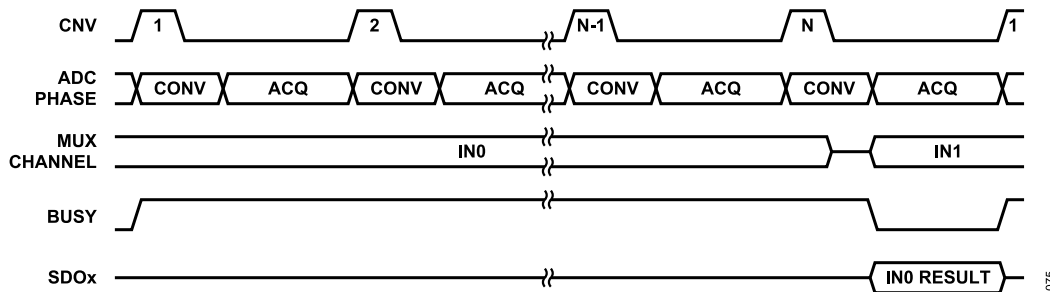 CNV 1 2 N-1 N 1
ADC PHASE CONV ACQ CONV ACQ CONV ACQ CONV ACQ
MUX CHANNEL IN0 IN1
BUSY
SDOx IN0 RESULT
075